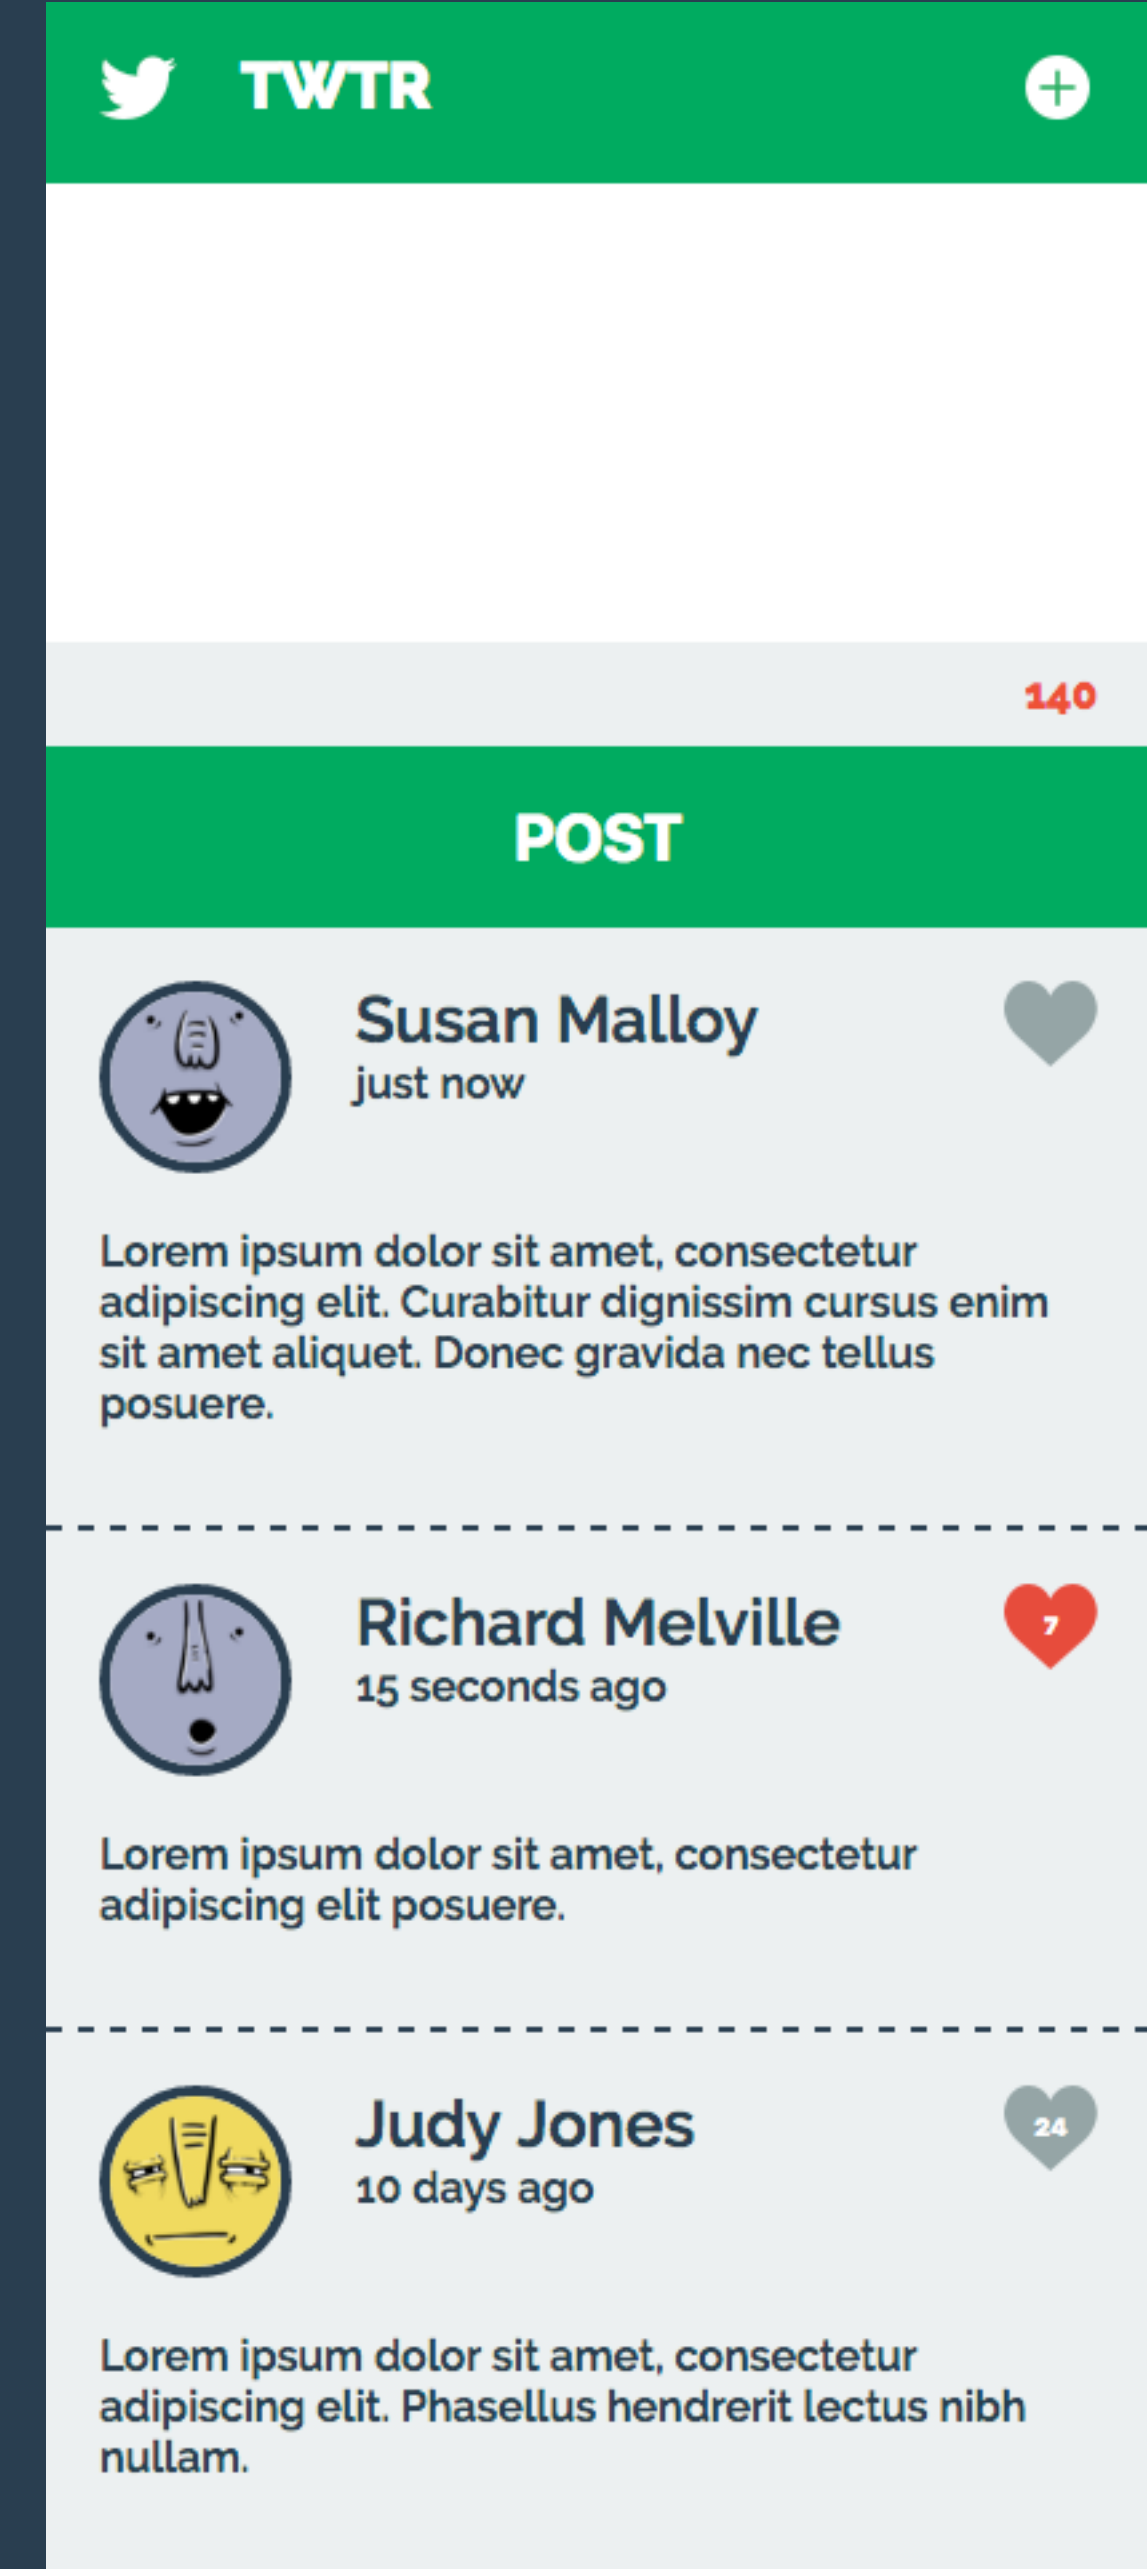 TWTR
140
POST
Susan Malloy
just now
Lorem ipsum dolor sit amet, consectetur
adipiscing elit. Curabitur dignissim cursus enim
sit amet aliquet. Donec gravida nec tellus
posuere.
Richard Melville
7
15 seconds ago
Lorem ipsum dolor sit amet, consectetur
adipiscing elit posuere.
Judy Jones
24
10 days ago
Lorem ipsum dolor sit amet, consectetur
adipiscing elit. Phasellus hendrerit lectus nibh
nullam.